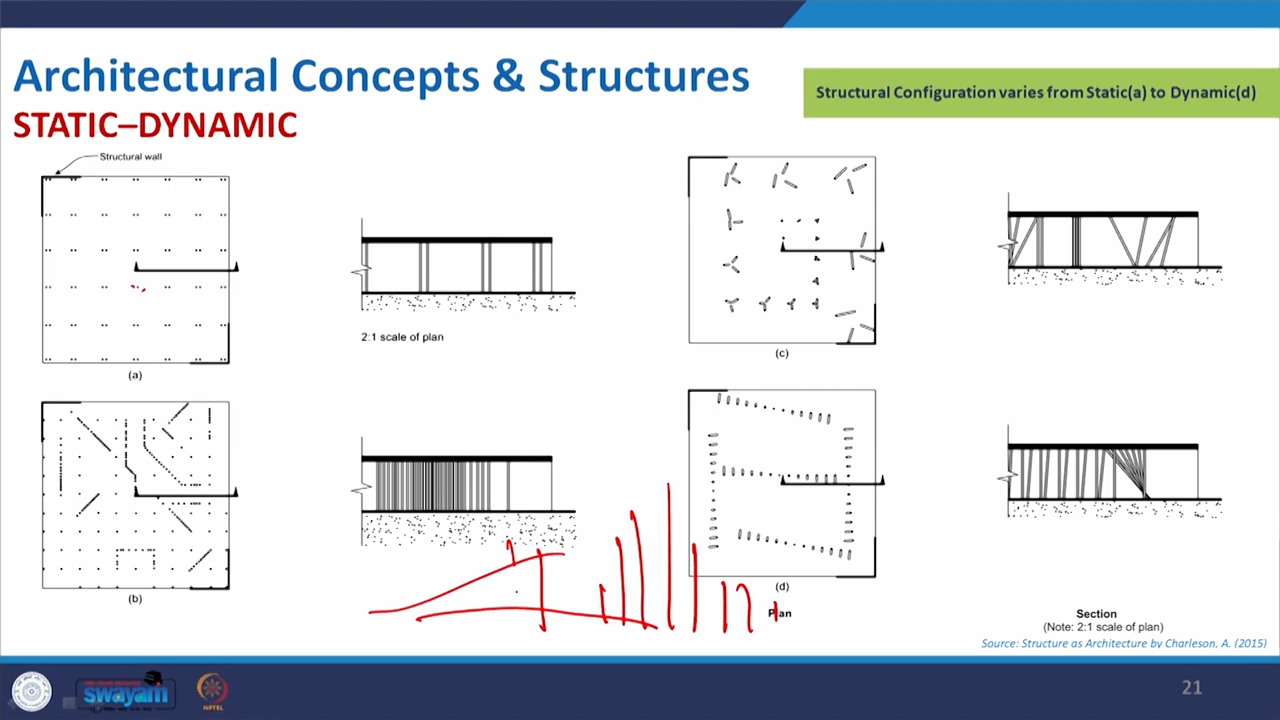 Architectural Concepts & Structures
STATIC–DYNAMIC
Structural Configuration varies from Static(a) to Dynamic(d)
Structural wall
2:1 scale of plan
(a)
(c)
(b)
(d)
Plan
Section
(Note: 2:1 scale of plan)
Source: Structure as Architecture by Charleson, A. (2015)
swayam
NPTEL
21